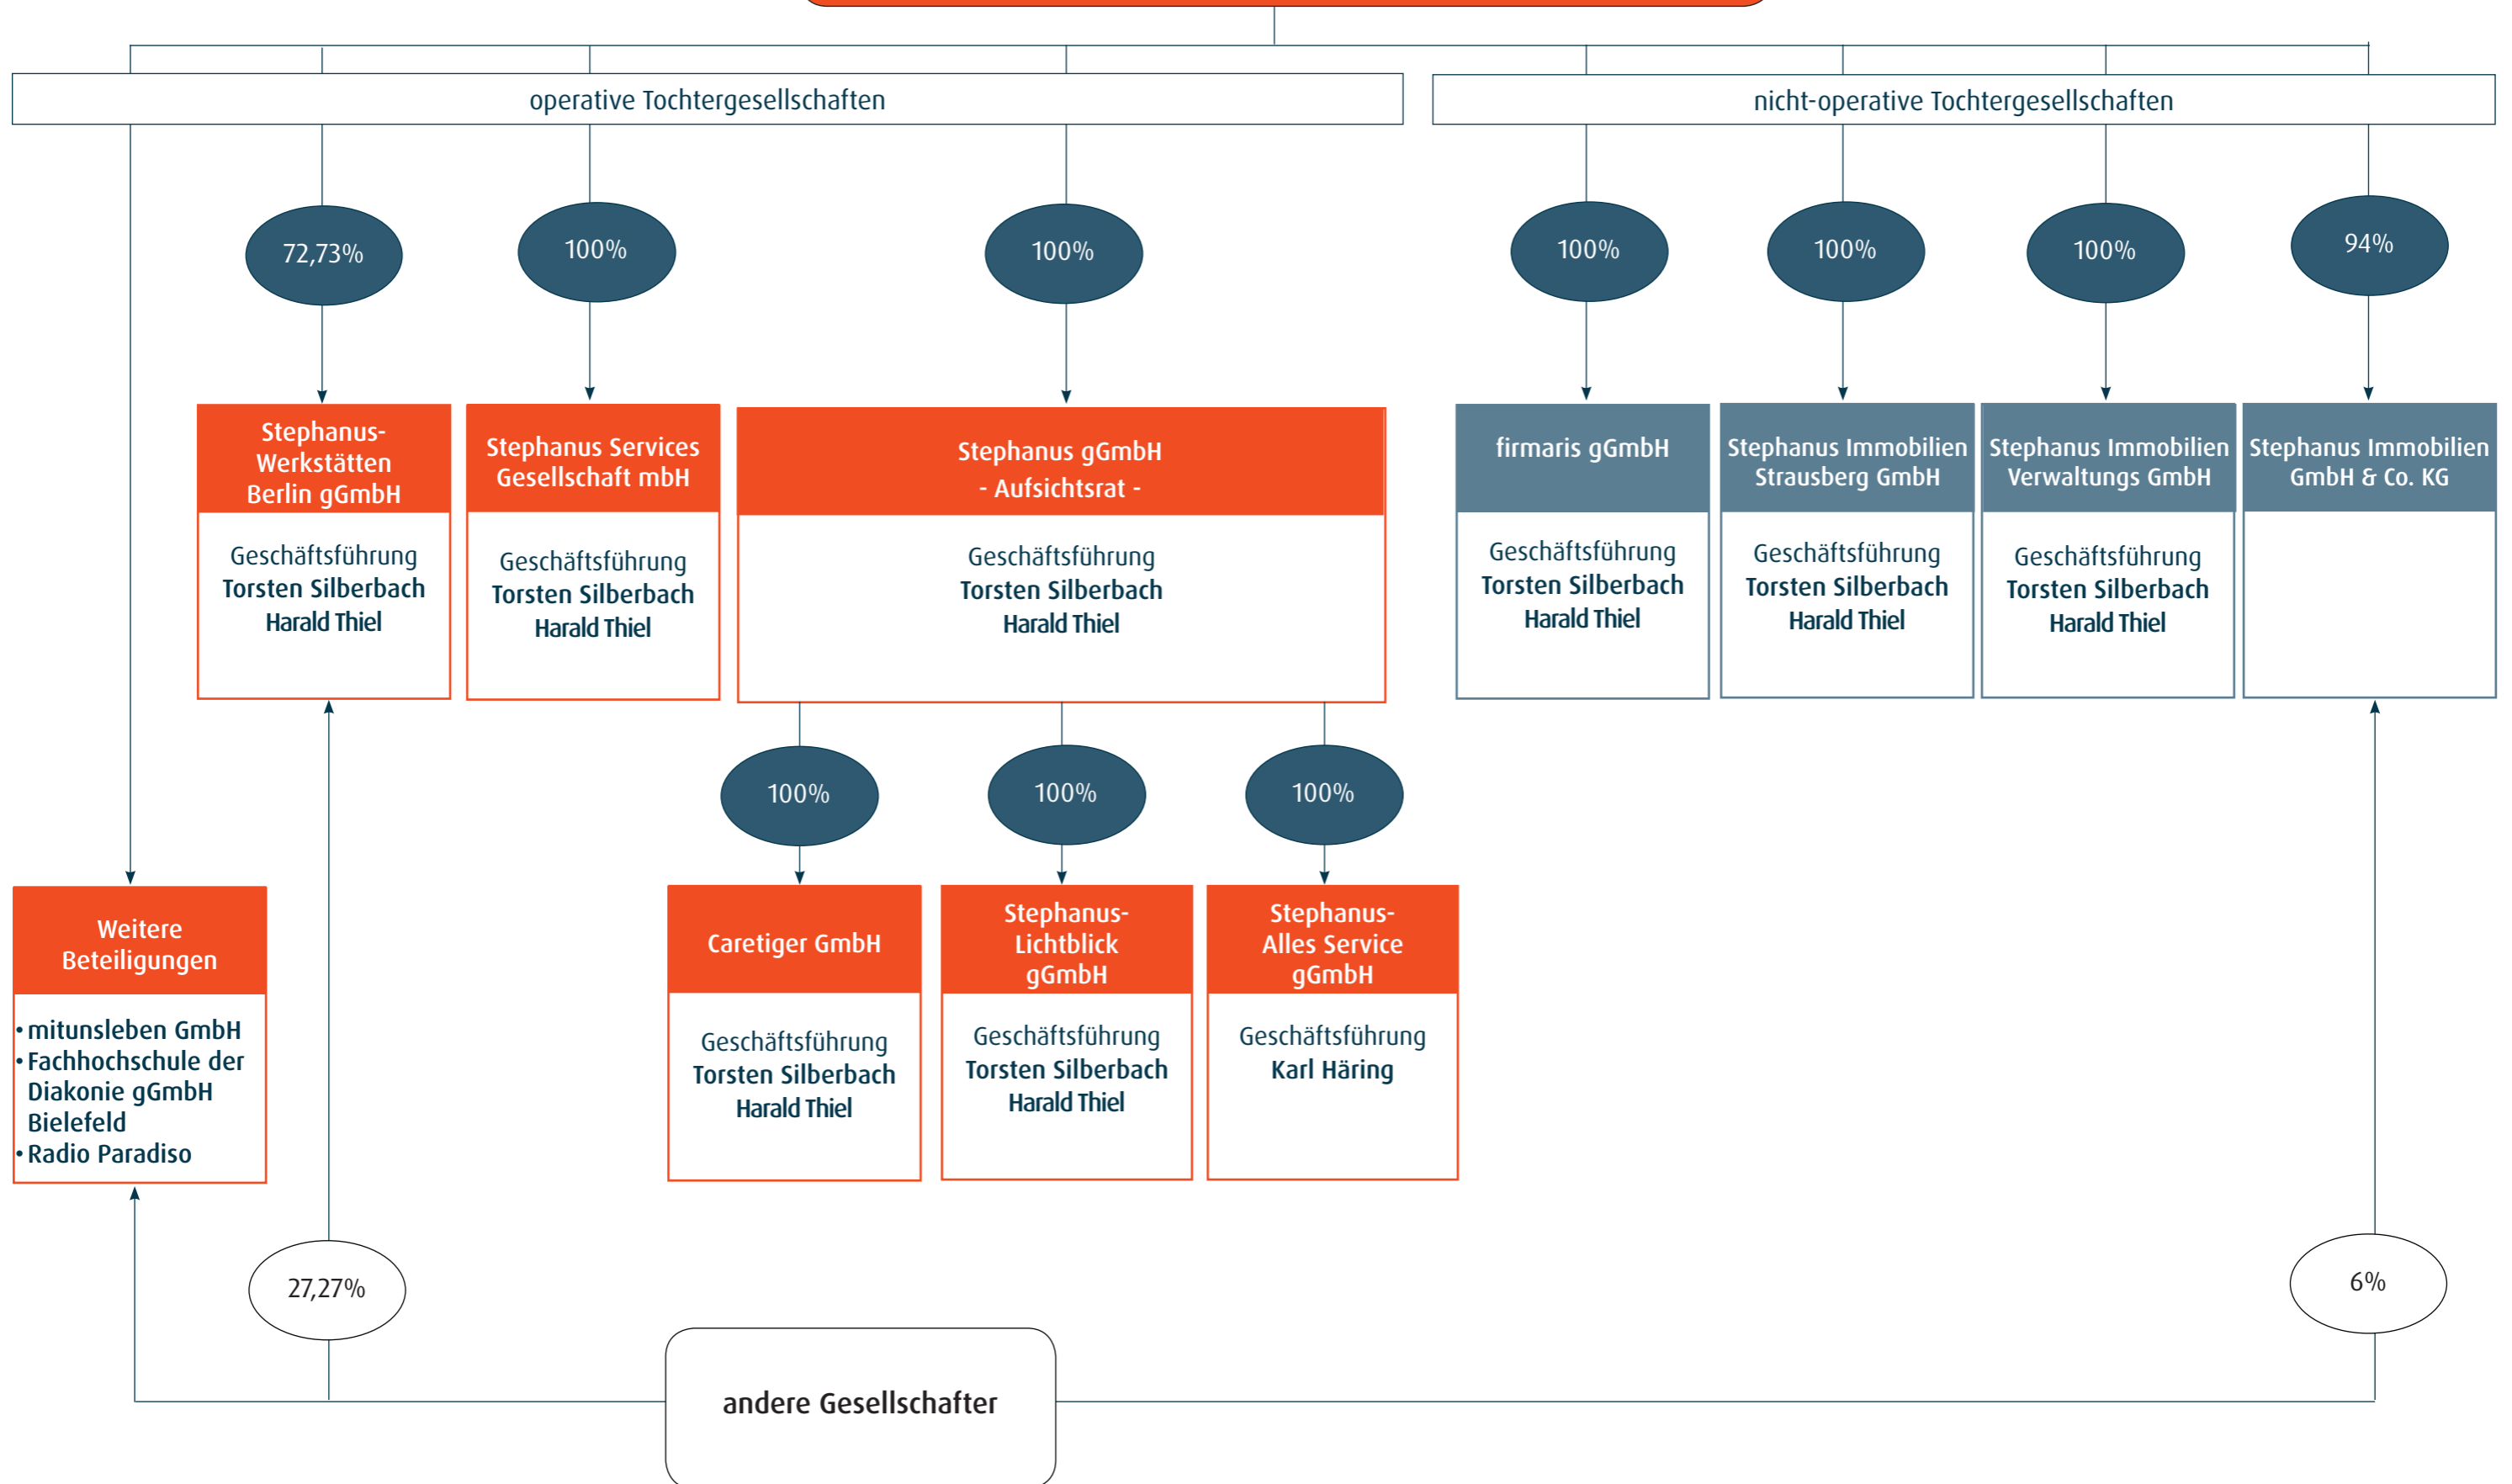 operative Tochtergesellschaften
nicht-operative Tochtergesellschaften
72,73%
100%
100%
100%
100%
100%
94%
Stephanus-
Werkstätten
Berlin gGmbH
Geschäftsführung
Torsten Silberbach
Harald Thiel
Stephanus Services
Gesellschaft mbH
Geschäftsführung
Torsten Silberbach
Harald Thiel
Stephanus gGmbH
- Aufsichtsrat -
Geschäftsführung
Torsten Silberbach
Harald Thiel
firmaris gGmbH
Geschäftsführung
Torsten Silberbach
Harald Thiel
Stephanus Immobilien
Strausberg GmbH
Geschäftsführung
Torsten Silberbach
Harald Thiel
Stephanus Immobilien
Verwaltungs GmbH
Geschäftsführung
Torsten Silberbach
Harald Thiel
Stephanus Immobilien
GmbH & Co. KG
100%
100%
100%
Weitere
Beteiligungen
• mitunsleben GmbH
• Fachhochschule der
Diakonie gGmbH
Bielefeld
• Radio Paradiso
Caretiger GmbH
Geschäftsführung
Torsten Silberbach
Harald Thiel
Stephanus-
Lichtblick
gGmbH
Geschäftsführung
Torsten Silberbach
Harald Thiel
Stephanus-
Alles Service
gGmbH
Geschäftsführung
Karl Häring
27,27%
6%
andere Gesellschafter